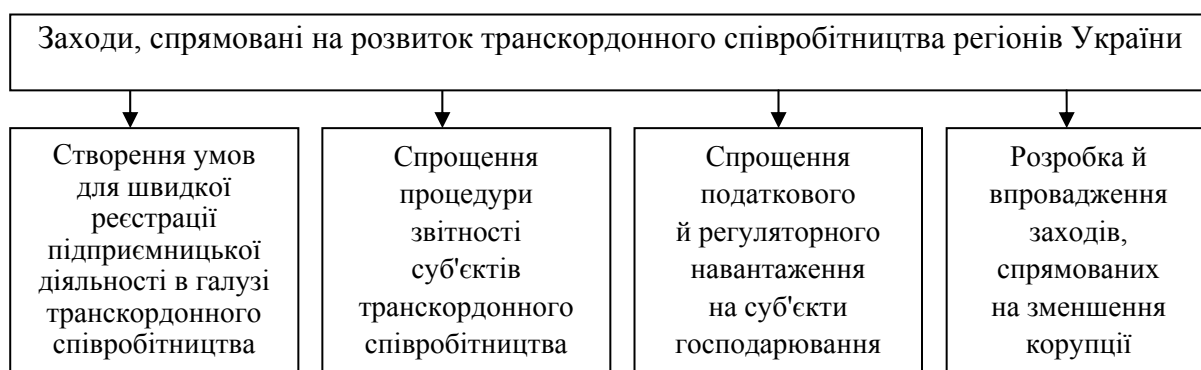 Заходи, спрямовані на розвиток транскордонного співробітництва регіонів України
Створення умов
для швидкої
реєстрації
підприємницької
діяльності в галузі
транскордонного
співробітництва
Спрощення
процедури
звітності
суб'єктів
транскордонного
співробітництва
Спрощення
податкового
й регуляторного
навантаження
на суб'єкти
господарювання
Розробка й
впровадження
заходів,
спрямованих
на зменшення
корупції